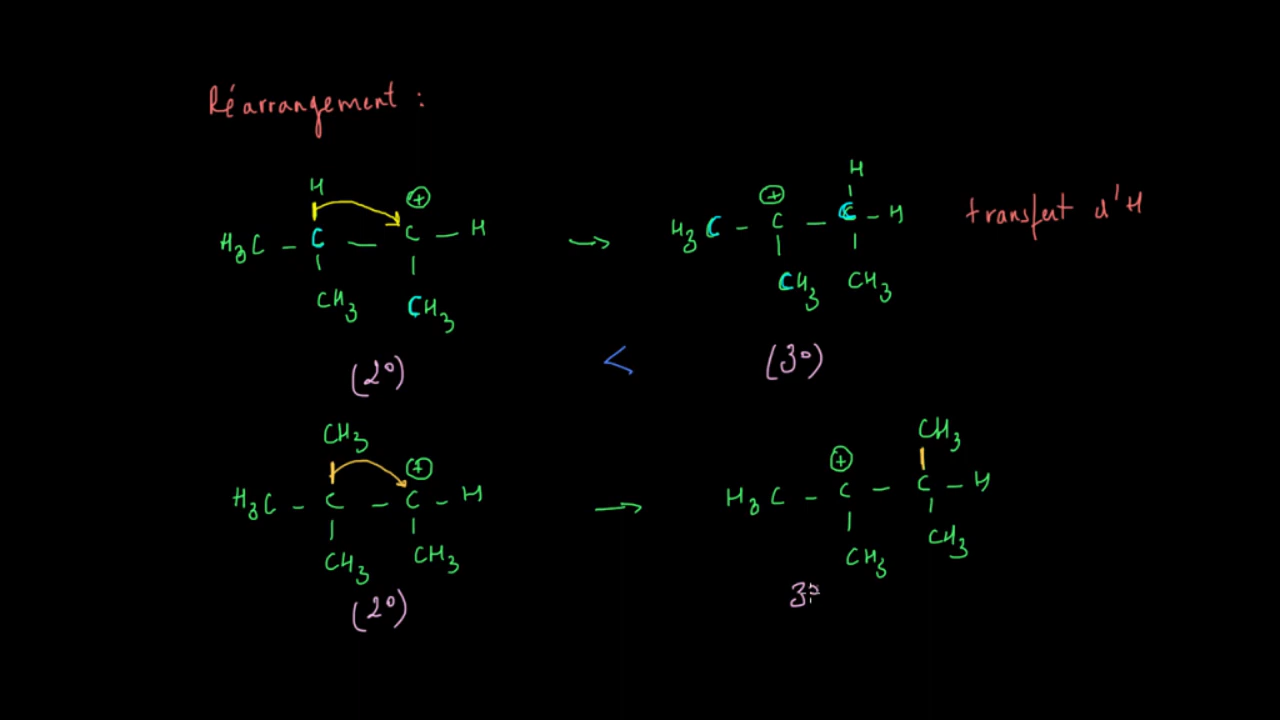 Réarrangement :
H ⊕ ⊕ H
H₃C – C – C – H → H₃C – C – C – H transfert d'H
CH₃ CH₃ CH₃ CH₃
(2°) < (3°)
CH₃ ⊕ ⊕ CH₃
H₃C – C – C – H → H₃C – C – C – H
CH₃ CH₃ CH₃ CH₃
(2°) 3°